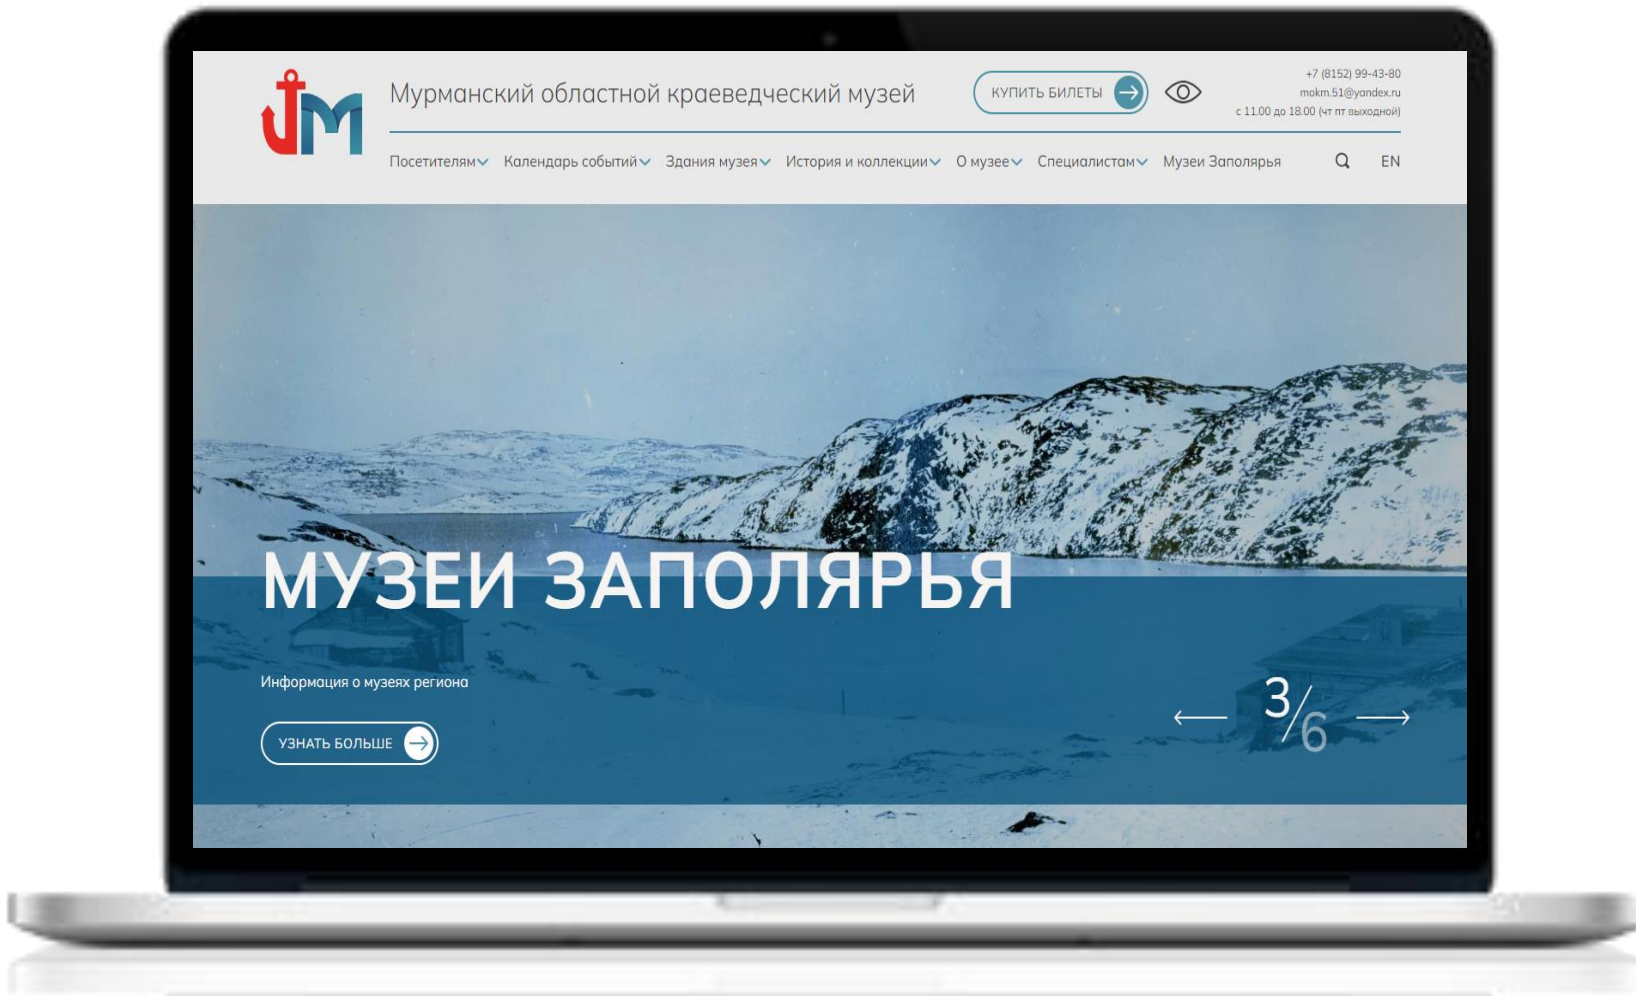 Мурманский областной краеведческий музей
КУПИТЬ БИЛЕТЫ
+7 (8152) 99-43-80
mokm.51@yandex.ru
с 11.00 до 18.00 (чт пт выходной)
Посетителям Календарь событий Здания музея История и коллекции О музее Специалистам Музеи Заполярья EN
МУЗЕИ ЗАПОЛЯРЬЯ
Информация о музеях региона
3/6
УЗНАТЬ БОЛЬШЕ